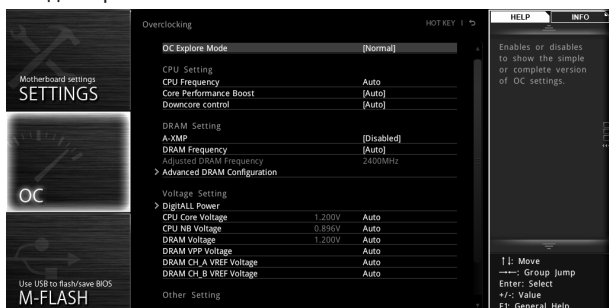 Overclocking
HOT KEY
HELP
INFO
Motherboard settings
SETTINGS
OC
Use USB to flash/save BIOS
M-FLASH
OC Explore Mode [Normal]
CPU Setting
CPU Frequency Auto
Core Performance Boost [Auto]
Downcore control [Auto]
DRAM Setting
A-XMP [Disabled]
DRAM Frequency [Auto]
Adjusted DRAM Frequency 2400MHz
> Advanced DRAM Configuration
Voltage Setting
> DigitALL Power
CPU Core Voltage 1.200V Auto
CPU NB Voltage 0.896V Auto
DRAM Voltage 1.200V Auto
DRAM VPP Voltage Auto
DRAM CH_A VREF Voltage Auto
DRAM CH_B VREF Voltage Auto
Other Setting
Enables or disables
to show the simple
or complete version
of OC settings.
↑↓: Move
→←: Group Jump
Enter: Select
+/-: Value
F1: General Help